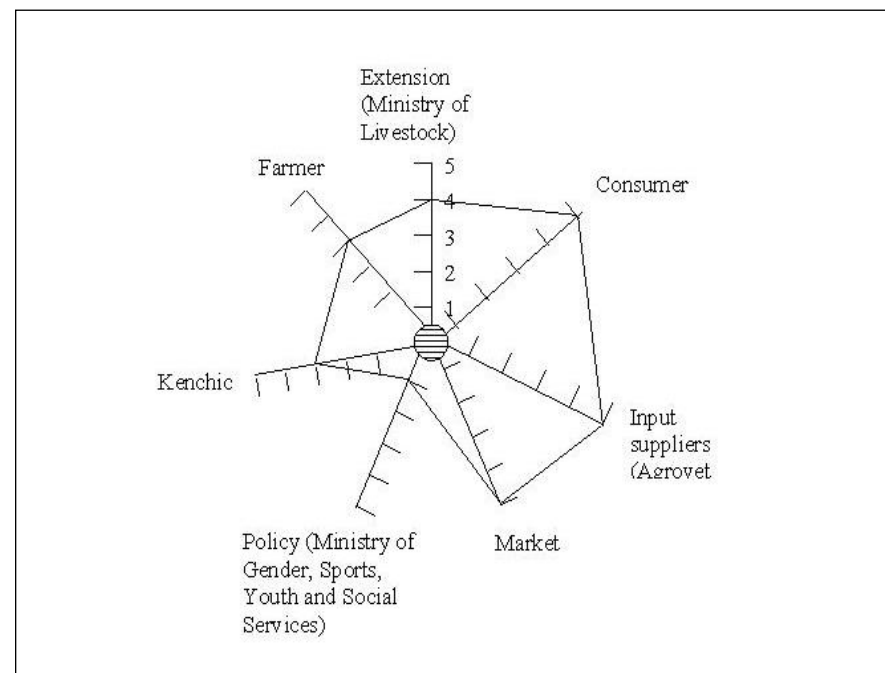 Extension
(Ministry of
Livestock)
Farmer
Consumer
5
4
3
2
1
Kenchic
Input
suppliers
(Agrovet
Policy (Ministry of
Gender, Sports,
Youth and Social
Services)
Market